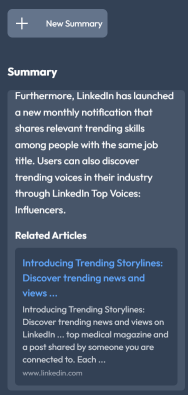 New Summary
Summary
Furthermore, LinkedIn has launched
a new monthly notification that
shares relevant trending skills
among people with the same job
title. Users can also discover
trending voices in their industry
through LinkedIn Top Voices:
Influencers.
Related Articles
Introducing Trending Storylines:
Discover trending news and
views ...
Introducing Trending Storylines:
Discover trending news and views on
LinkedIn ... top medical magazine and
a post shared by someone you are
connected to. Each ...
www.linkedin.com